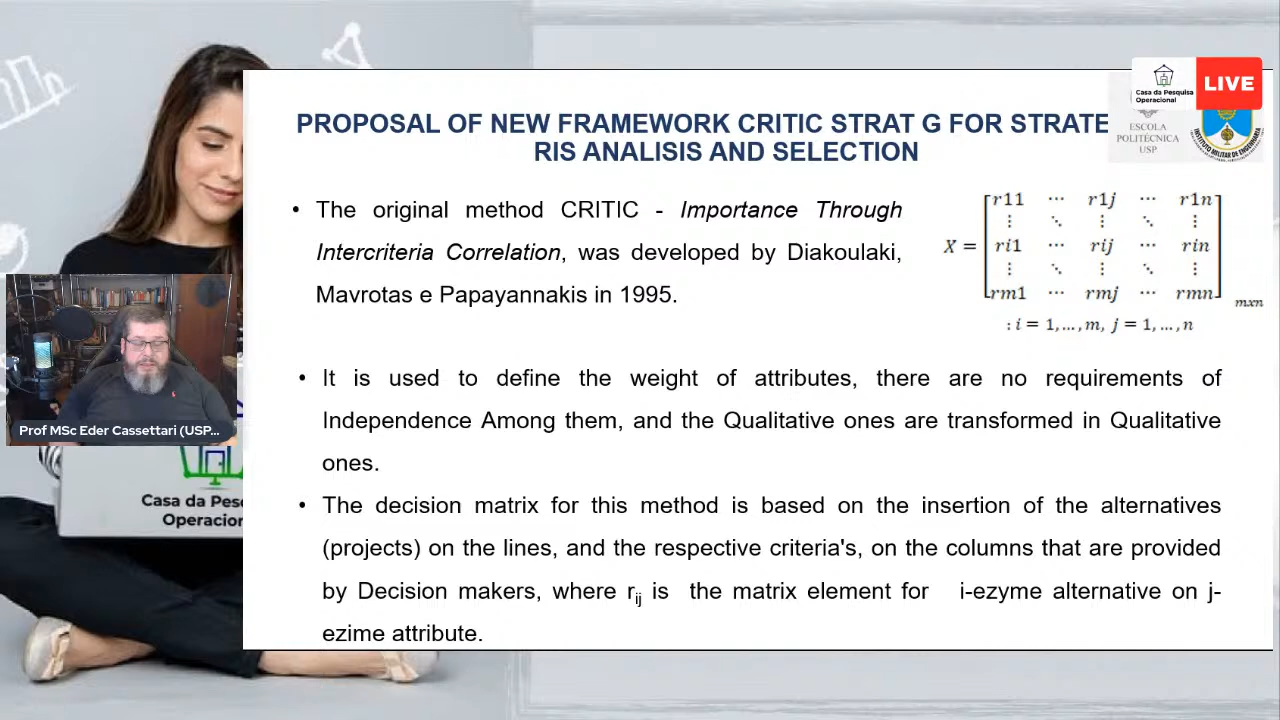 Casa da Pesquisa
Operacional
LIVE
PROPOSAL OF NEW FRAMEWORK CRITIC STRAT G FOR STRATE
RIS ANALISIS AND SELECTION
ESCOLA
POLITÉCNICA
USP
INSTITUTO MILITAR DE ENGENHARIA
• The original method CRITIC - Importance Through
Intercriteria Correlation, was developed by Diakoulaki,
Mavrotas e Papayannakis in 1995.
X = [r11 ⋯ r1j ⋯ r1n
⋮ ⋱ ⋮ ⋱ ⋮
ri1 ⋯ rij ⋯ rin
⋮ ⋱ ⋮ ⋱ ⋮
rm1 ⋯ rmj ⋯ rmn] mxn
: i = 1,…,m, j = 1,…,n
• It is used to define the weight of attributes, there are no requirements of
Independence Among them, and the Qualitative ones are transformed in Qualitative
ones.
• The decision matrix for this method is based on the insertion of the alternatives
(projects) on the lines, and the respective criteria's, on the columns that are provided
by Decision makers, where rij is the matrix element for i-ezyme alternative on j-
ezime attribute.
Prof MSc Eder Cassettari (USP...
Casa da Pesq
Operacion